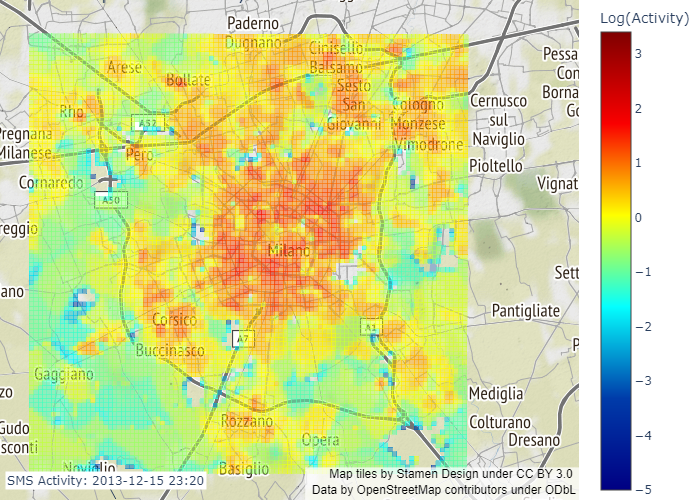 Paderno
Dugnano
Cinisello
Balsamo
Arese
Bollate
Sesto
San
Giovanni
Cologno
Monzese
Rho
A52
Pero
Vimodrone
Cernusco
sul
Naviglio
Pioltello
Pessa
Con
Borna
Go
Pregnana
Milanese
Cornaredo
A50
Vignat
reggio
Milano
Sett
ano
Pantigliate
Corsico
A7
A1
P
Buccinasco
Gaggiano
zo
Mediglia
Gudo
sconti
Rozzano
Opera
Colturano
Dresano
Noviglio
Basiglio
SMS Activity: 2013-12-15 23:20
Map tiles by Stamen Design under CC BY 3.0
Data by OpenStreetMap contributors under ODbL
Log(Activity)
3
2
1
0
−1
−2
−3
−4
−5